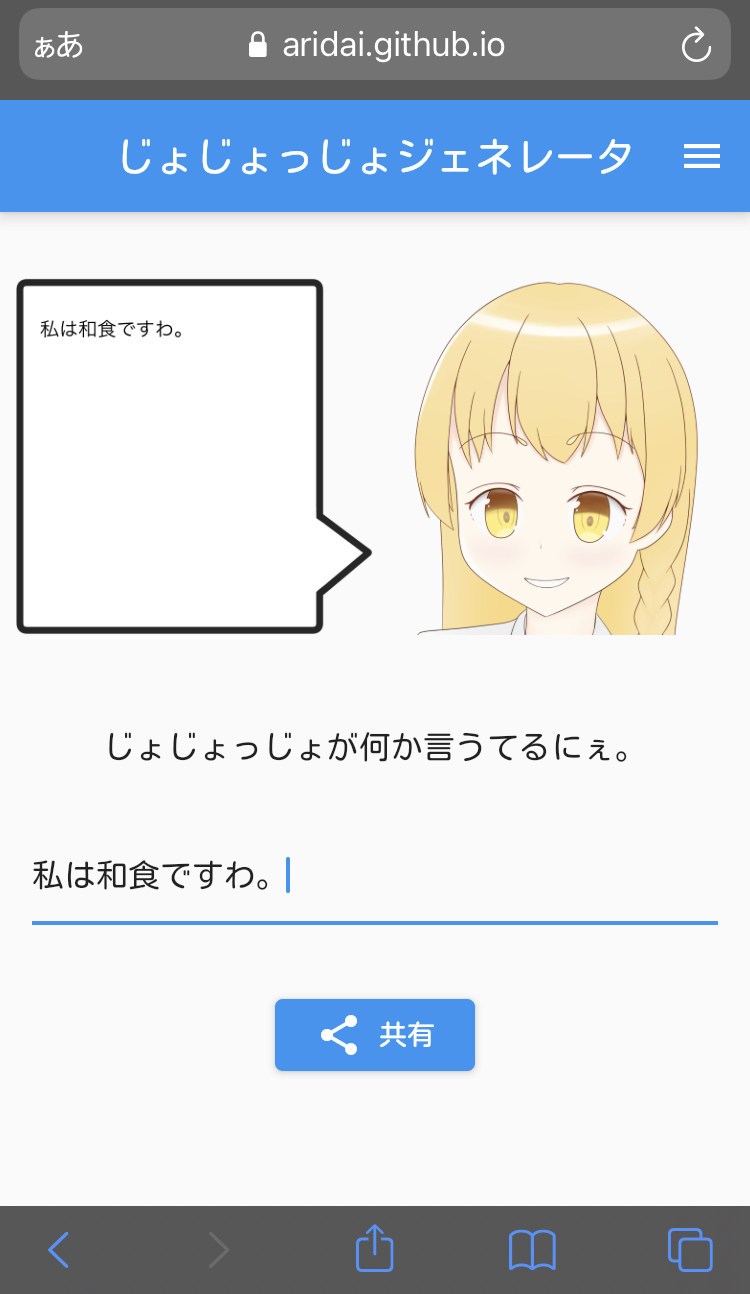 ぁあ aridai.github.io
じょじょっじょジェネレータ
私は和食ですわ。
じょじょっじょが何か言うてるにぇ。
私は和食ですわ。
共有